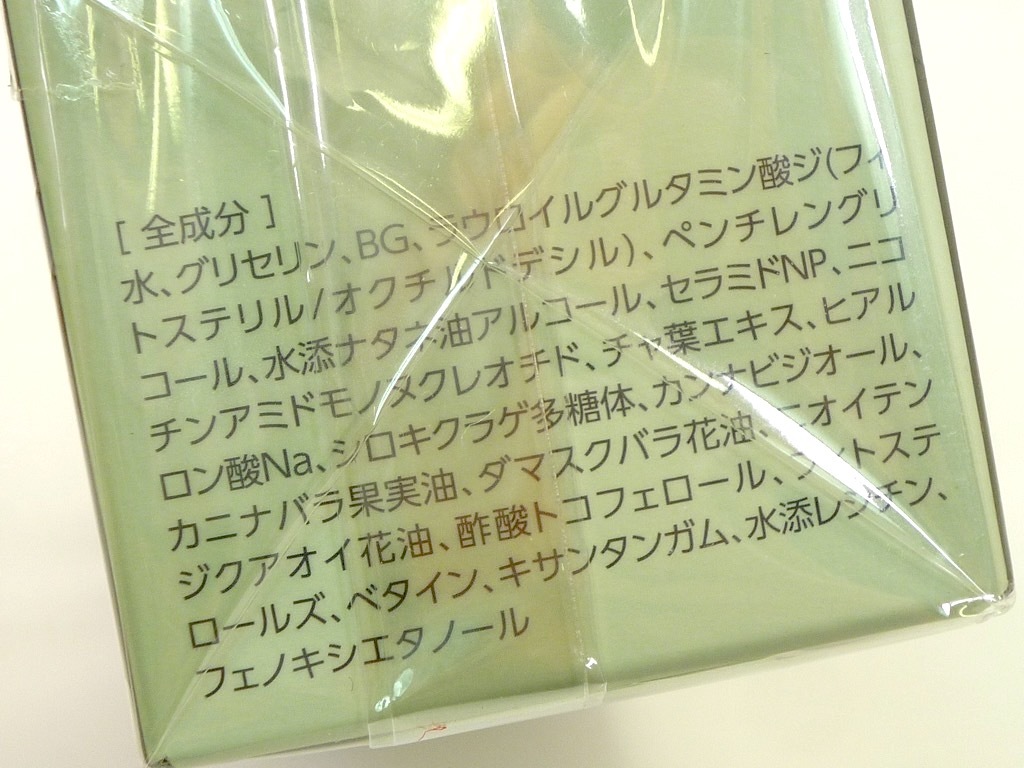 [ 全成分 ]
水、グリセリン、BG、ラウロイルグルタミン酸ジ(フィ
トステリル/オクチルドデシル)、ペンチレングリ
コール、水添ナタネ油アルコール、セラミドNP、ニコ
チンアミドモノヌクレオチド、チャ葉エキス、ヒアル
ロン酸Na、シロキクラゲ多糖体、カンナビジオール、
カニナバラ果実油、ダマスクバラ花油、ニオイテン
ジクアオイ花油、酢酸トコフェロール、フィトステ
ロールズ、ベタイン、キサンタンガム、水添レシチン、
フェノキシエタノール